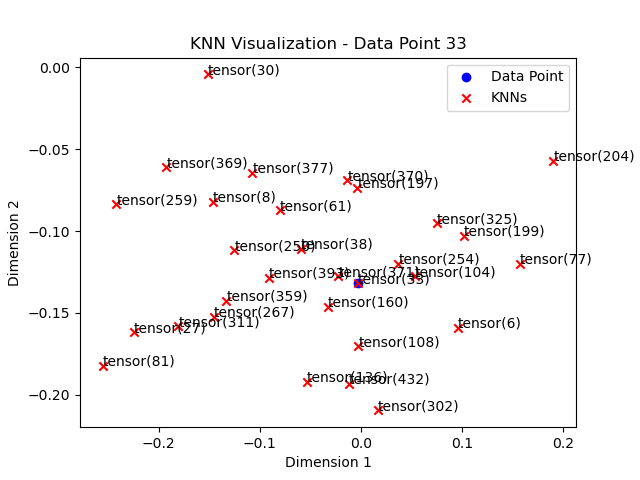 KNN Visualization - Data Point 33
Data Point
KNNs
0.00
−0.05
−0.10
−0.15
−0.20
Dimension 2
tensor(30)
tensor(204)
tensor(369)
tensor(377)
tensor(370)
tensor(197)
tensor(259)
tensor(8)
tensor(61)
tensor(325)
tensor(199)
tensor(38)
tensor(254)
tensor(77)
tensor(371)
tensor(104)
tensor(33)
tensor(359)
tensor(267)
tensor(160)
tensor(311)
tensor(27)
tensor(6)
tensor(108)
tensor(81)
tensor(136)
tensor(432)
tensor(302)
−0.2
−0.1
0.0
0.1
0.2
Dimension 1